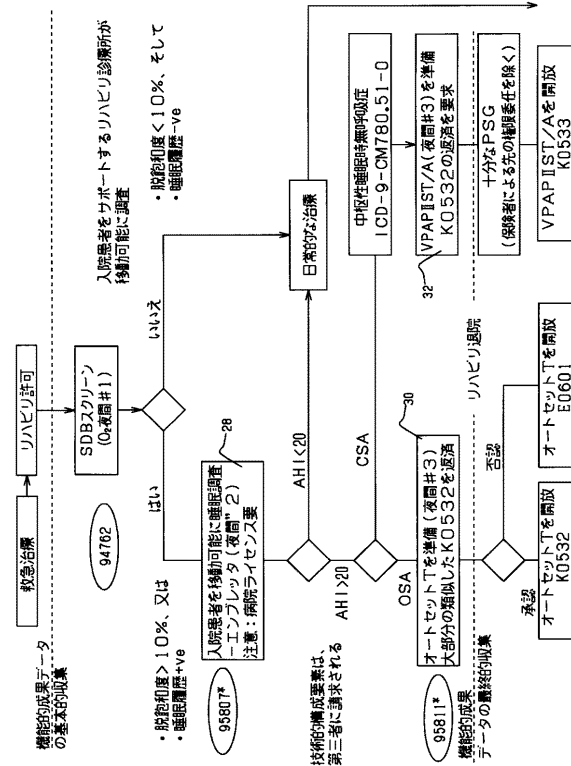 機能的成果データ
の基本的収集
救急治療
リハビリ許可
入院患者をサポートするリハビリ診療所が
移動可能に調査
94762
SDBスクリーン
(O₂夜間#1)
はい
いいえ
・脱飽和度>10%、又は
・睡眠履歴+ve
・脱飽和度<10%、そして
・睡眠履歴-ve
95807*
入院患者を移動可能に睡眠調査
-エンブレッタ(夜間"2)
注意:病院ライセンス要
28
技術的構成要素は、
第三者に請求される
AHI<20
日常的な治療
AHI>20
CSA
中枢性睡眠時無呼吸症
ICD-9-CM780.51-0
OSA
95811*
オートセットTを準備(夜間#3)
大部分の類似したK0532を返済
30
VPAPⅡST/A(夜間#3)を準備
K0532の返済を要求
32
機能的成果
データの最終的収集
リハビリ退院
十分なPSG
(保険者による先の権限委任を除く)
承認
否認
オートセットTを開放
K0532
オートセットTを開放
E0601
VPAPⅡST/Aを開放
K0533